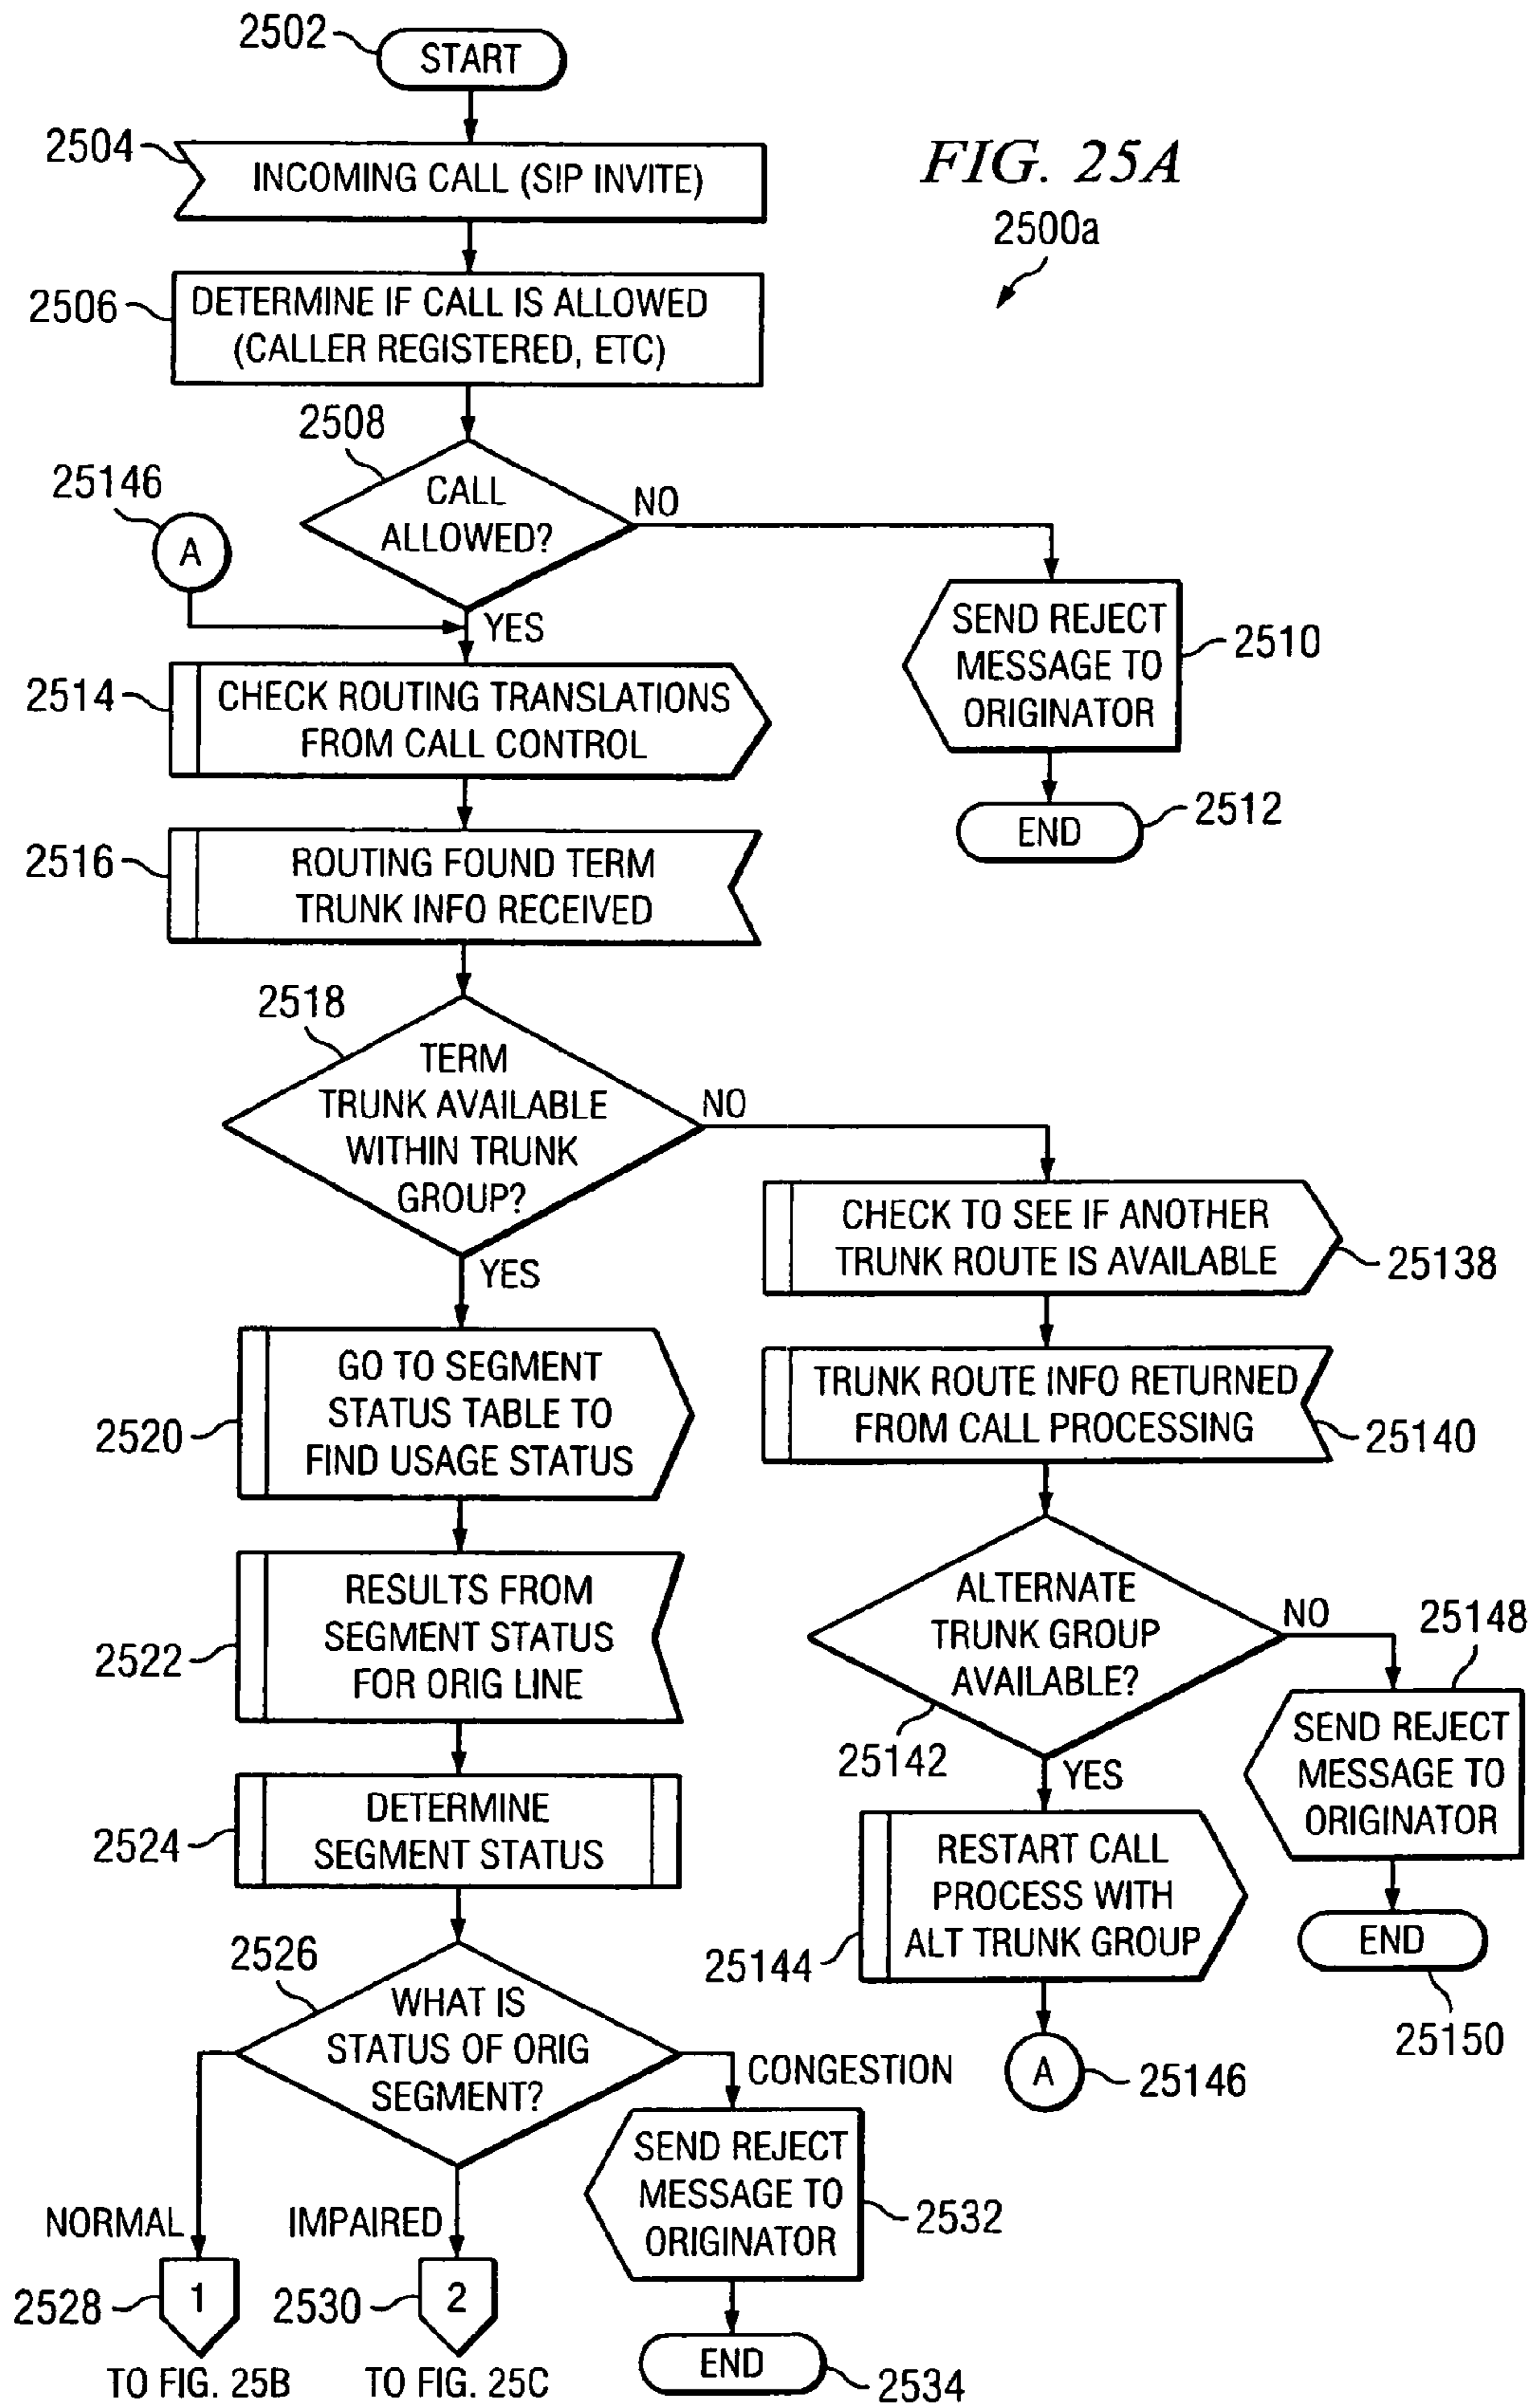 2502
START
2504
INCOMING CALL (SIP INVITE)
FIG. 25A
2500a
2506
DETERMINE IF CALL IS ALLOWED
(CALLER REGISTERED, ETC)
2508
CALL
ALLOWED?
NO
25146
A
YES
SEND REJECT
MESSAGE TO
ORIGINATOR
2510
END
2512
2514
CHECK ROUTING TRANSLATIONS
FROM CALL CONTROL
2516
ROUTING FOUND TERM
TRUNK INFO RECEIVED
2518
TERM
TRUNK AVAILABLE
WITHIN TRUNK
GROUP?
NO
YES
CHECK TO SEE IF ANOTHER
TRUNK ROUTE IS AVAILABLE
25138
TRUNK ROUTE INFO RETURNED
FROM CALL PROCESSING
25140
2520
GO TO SEGMENT
STATUS TABLE TO
FIND USAGE STATUS
2522
RESULTS FROM
SEGMENT STATUS
FOR ORIG LINE
ALTERNATE
TRUNK GROUP
AVAILABLE?
NO
25142
YES
25148
SEND REJECT
MESSAGE TO
ORIGINATOR
END
25150
2524
DETERMINE
SEGMENT STATUS
RESTART CALL
PROCESS WITH
ALT TRUNK GROUP
25144
A
25146
2526
WHAT IS
STATUS OF ORIG
SEGMENT?
CONGESTION
SEND REJECT
MESSAGE TO
ORIGINATOR
2532
END
2534
NORMAL
IMPAIRED
2528
1
2530
2
TO FIG. 25B
TO FIG. 25C